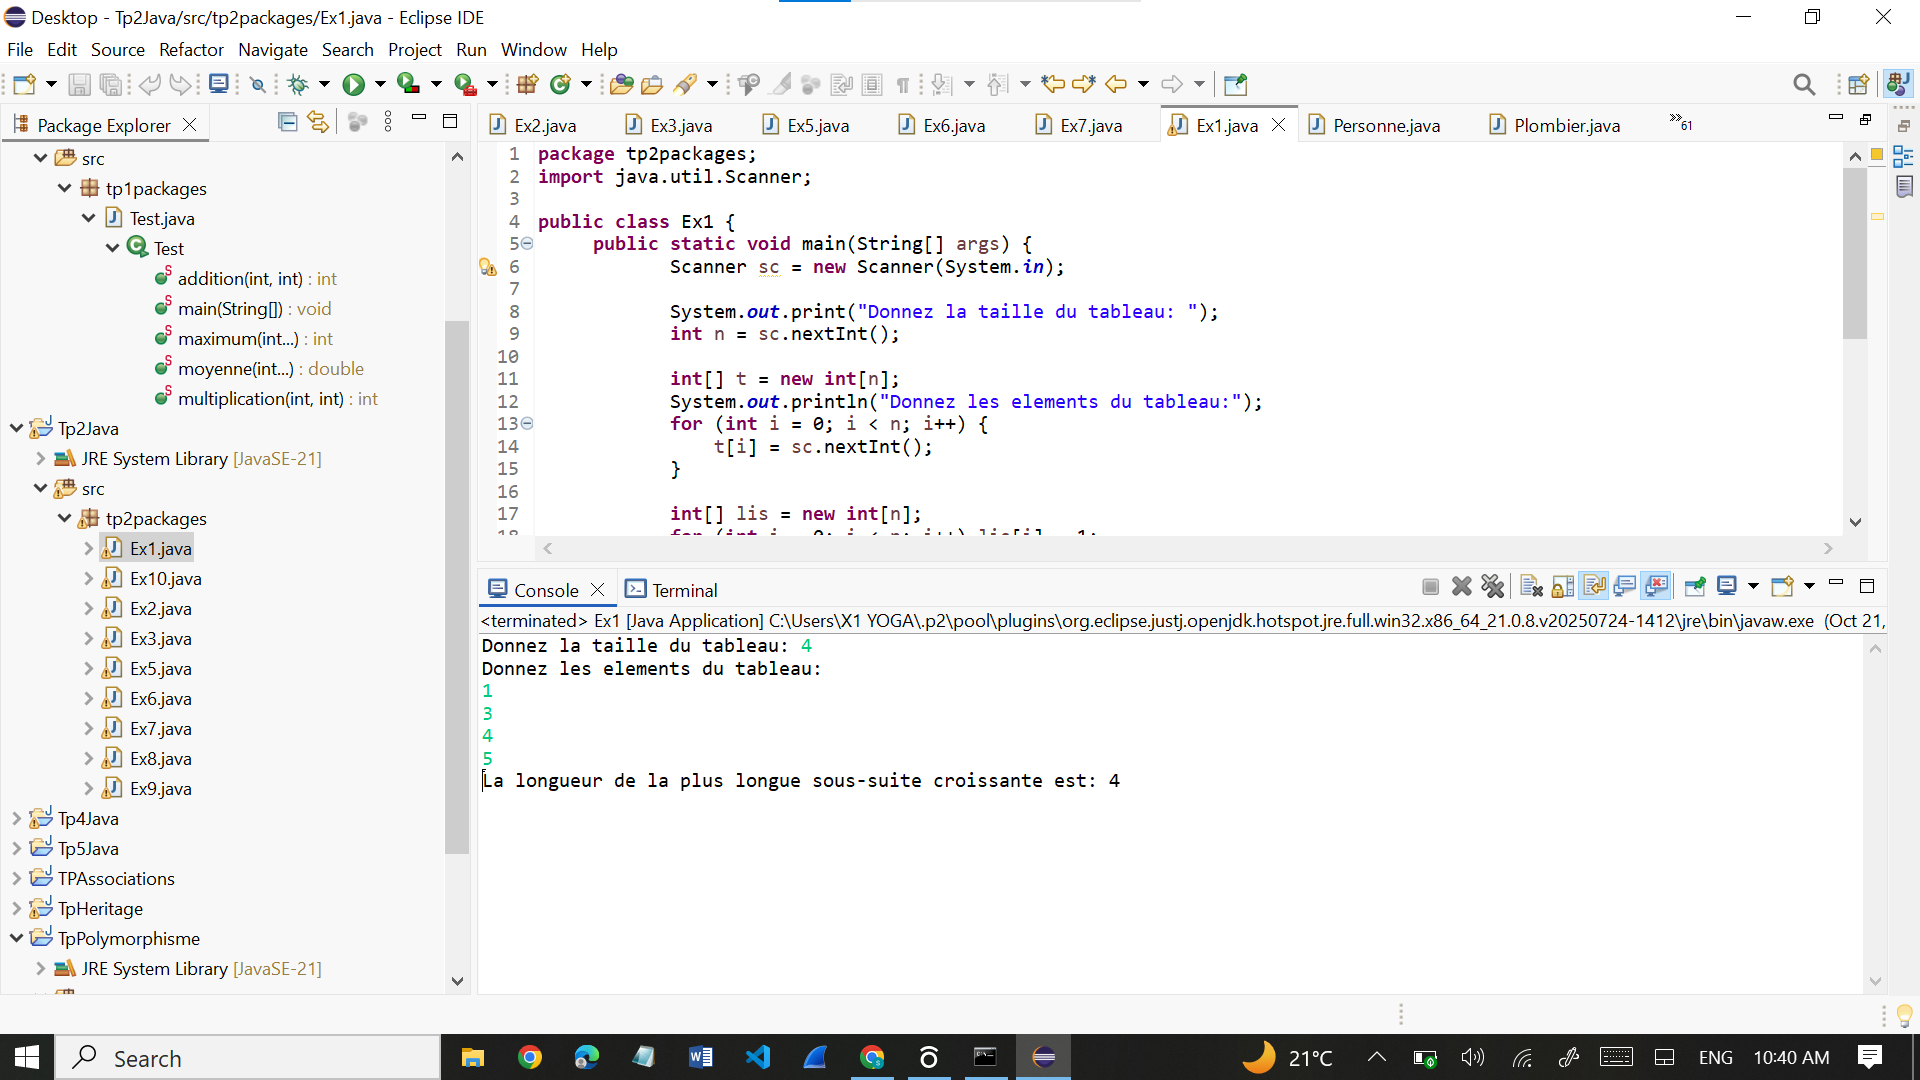 Desktop - Tp2Java/src/tp2packages/Ex1.java - Eclipse IDE
File Edit Source Refactor Navigate Search Project Run Window Help
Package Explorer
src
tp1packages
Test.java
Test
addition(int, int) : int
main(String[]) : void
maximum(int...) : int
moyenne(int...) : double
multiplication(int, int) : int
Tp2Java
JRE System Library [JavaSE-21]
src
tp2packages
Ex1.java
Ex10.java
Ex2.java
Ex3.java
Ex5.java
Ex6.java
Ex7.java
Ex8.java
Ex9.java
Tp4Java
Tp5Java
TPAssociations
TpHeritage
TpPolymorphisme
JRE System Library [JavaSE-21]
Ex2.java Ex3.java Ex5.java Ex6.java Ex7.java Ex1.java Personne.java Plombier.java »61
1 package tp2packages;
2 import java.util.Scanner;
3
4 public class Ex1 {
5 public static void main(String[] args) {
6 Scanner sc = new Scanner(System.in);
7
8 System.out.print("Donnez la taille du tableau: ");
9 int n = sc.nextInt();
10
11 int[] t = new int[n];
12 System.out.println("Donnez les elements du tableau:");
13 for (int i = 0; i < n; i++) {
14 t[i] = sc.nextInt();
15 }
16
17 int[] lis = new int[n];
18 for (int i = 0; i < n; i++) lis[i] = 1;
Console Terminal
<terminated> Ex1 [Java Application] C:\Users\X1 YOGA\.p2\pool\plugins\org.eclipse.justj.openjdk.hotspot.jre.full.win32.x86_64_21.0.8.v20250724-1412\jre\bin\javaw.exe (Oct 21,
Donnez la taille du tableau: 4
Donnez les elements du tableau:
1
3
4
5
La longueur de la plus longue sous-suite croissante est: 4
Search
21°C
ENG
10:40 AM